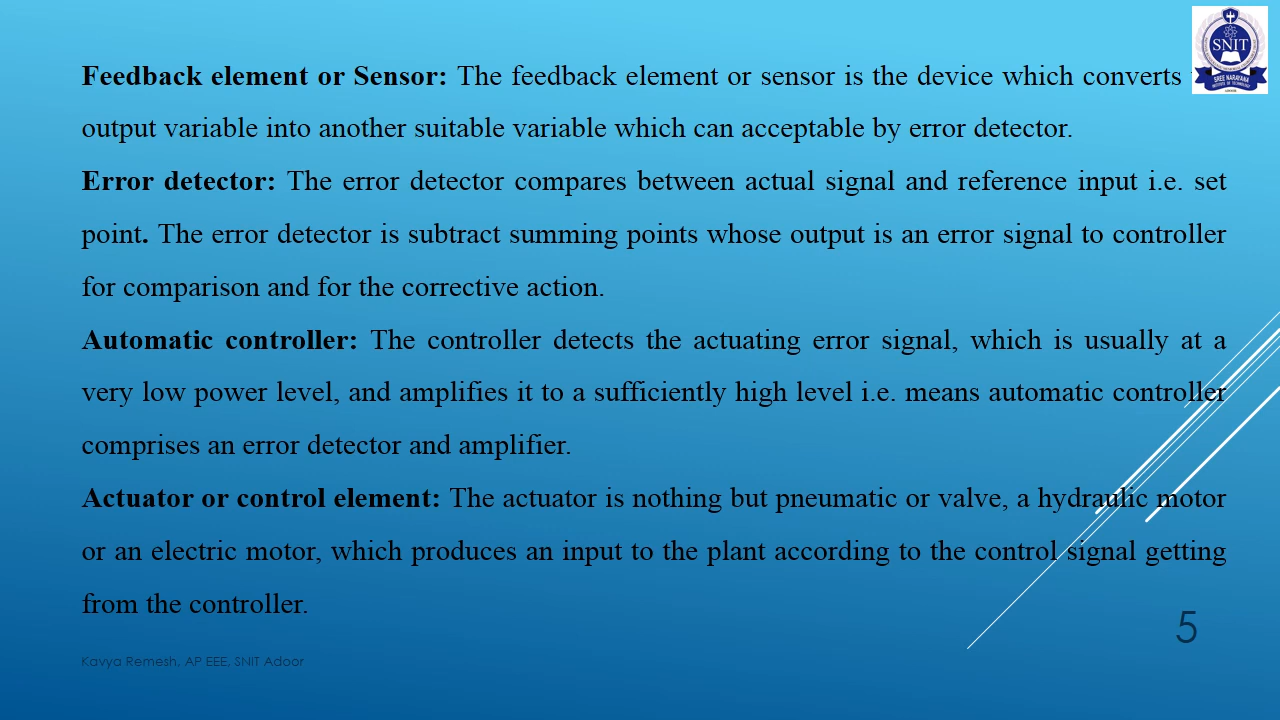 SNIT
SREE NARAYANA
INSTITUTE OF TECHNOLOGY
Feedback element or Sensor: The feedback element or sensor is the device which converts
output variable into another suitable variable which can acceptable by error detector.
Error detector: The error detector compares between actual signal and reference input i.e. set
point. The error detector is subtract summing points whose output is an error signal to controller
for comparison and for the corrective action.
Automatic controller: The controller detects the actuating error signal, which is usually at a
very low power level, and amplifies it to a sufficiently high level i.e. means automatic controller
comprises an error detector and amplifier.
Actuator or control element: The actuator is nothing but pneumatic or valve, a hydraulic motor
or an electric motor, which produces an input to the plant according to the control signal getting
from the controller.
5
Kavya Remesh, AP EEE, SNIT Adoor